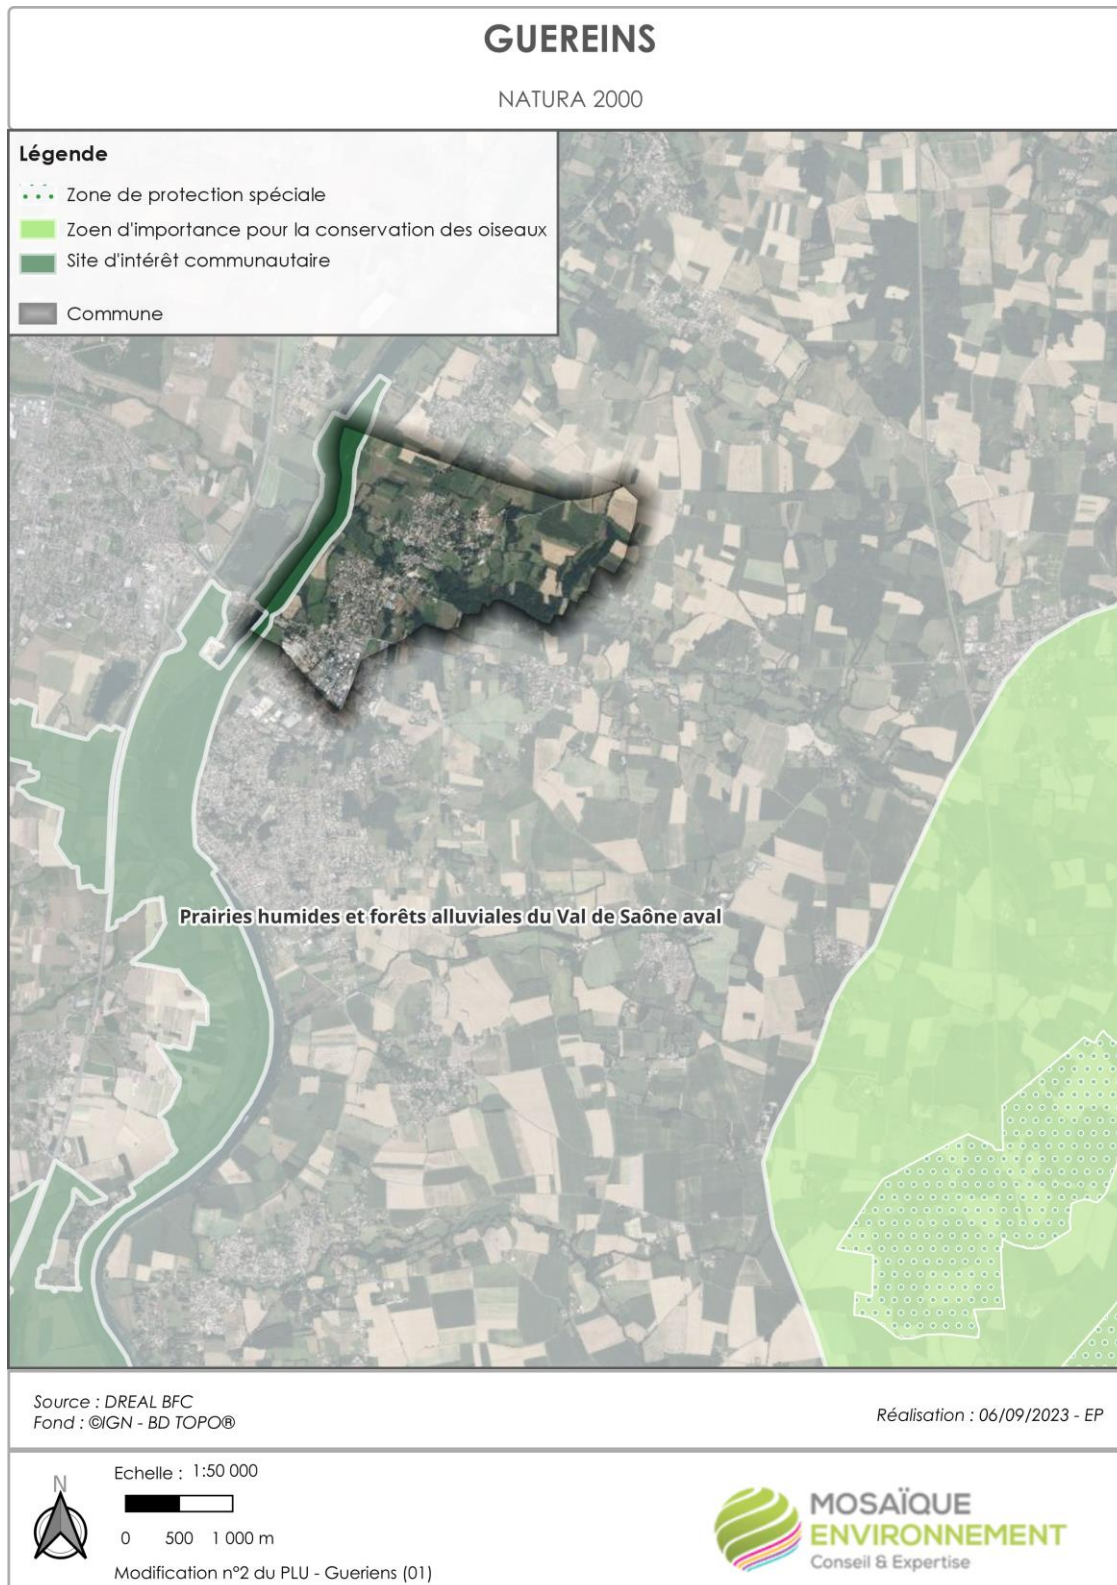 GUEREINS
NATURA 2000
Légende
Zone de protection spéciale
Zoen d'importance pour la conservation des oiseaux
Site d'intérêt communautaire
Commune
Prairies humides et forêts alluviales du Val de Saône aval
Source : DREAL BFC
Fond : ©IGN - BD TOPO®
Réalisation : 06/09/2023 - EP
N
Echelle : 1:50 000
0 500 1 000 m
Modification n°2 du PLU - Gueriens (01)
MOSAÏQUE
ENVIRONNEMENT
Conseil & Expertise